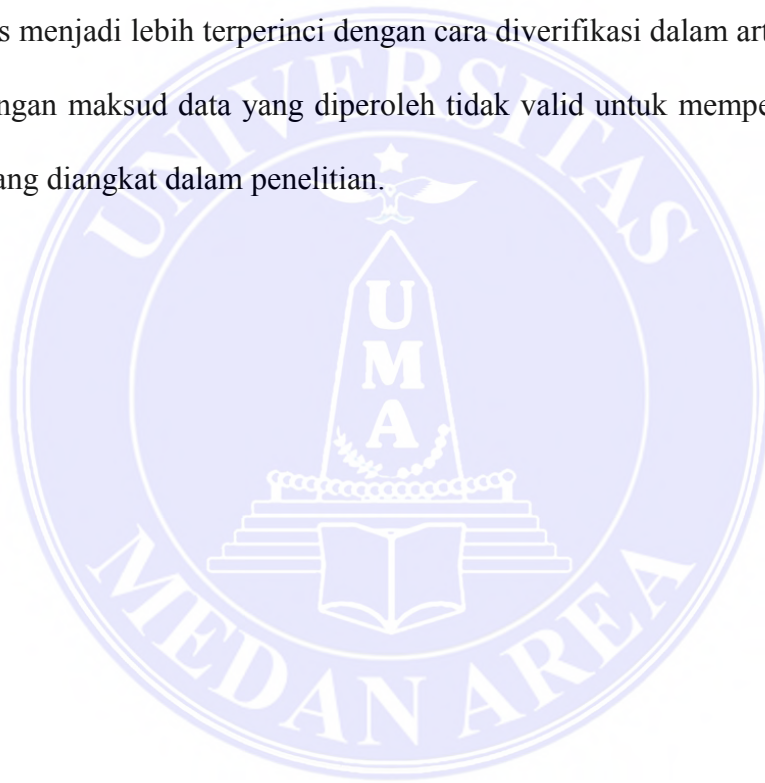 s menjadi lebih terperinci dengan cara diverifikasi dalam art
ngan maksud data yang diperoleh tidak valid untuk mempe
ang diangkat dalam penelitian.
UNIVERSITAS
U
M
A
MEDAN AREA